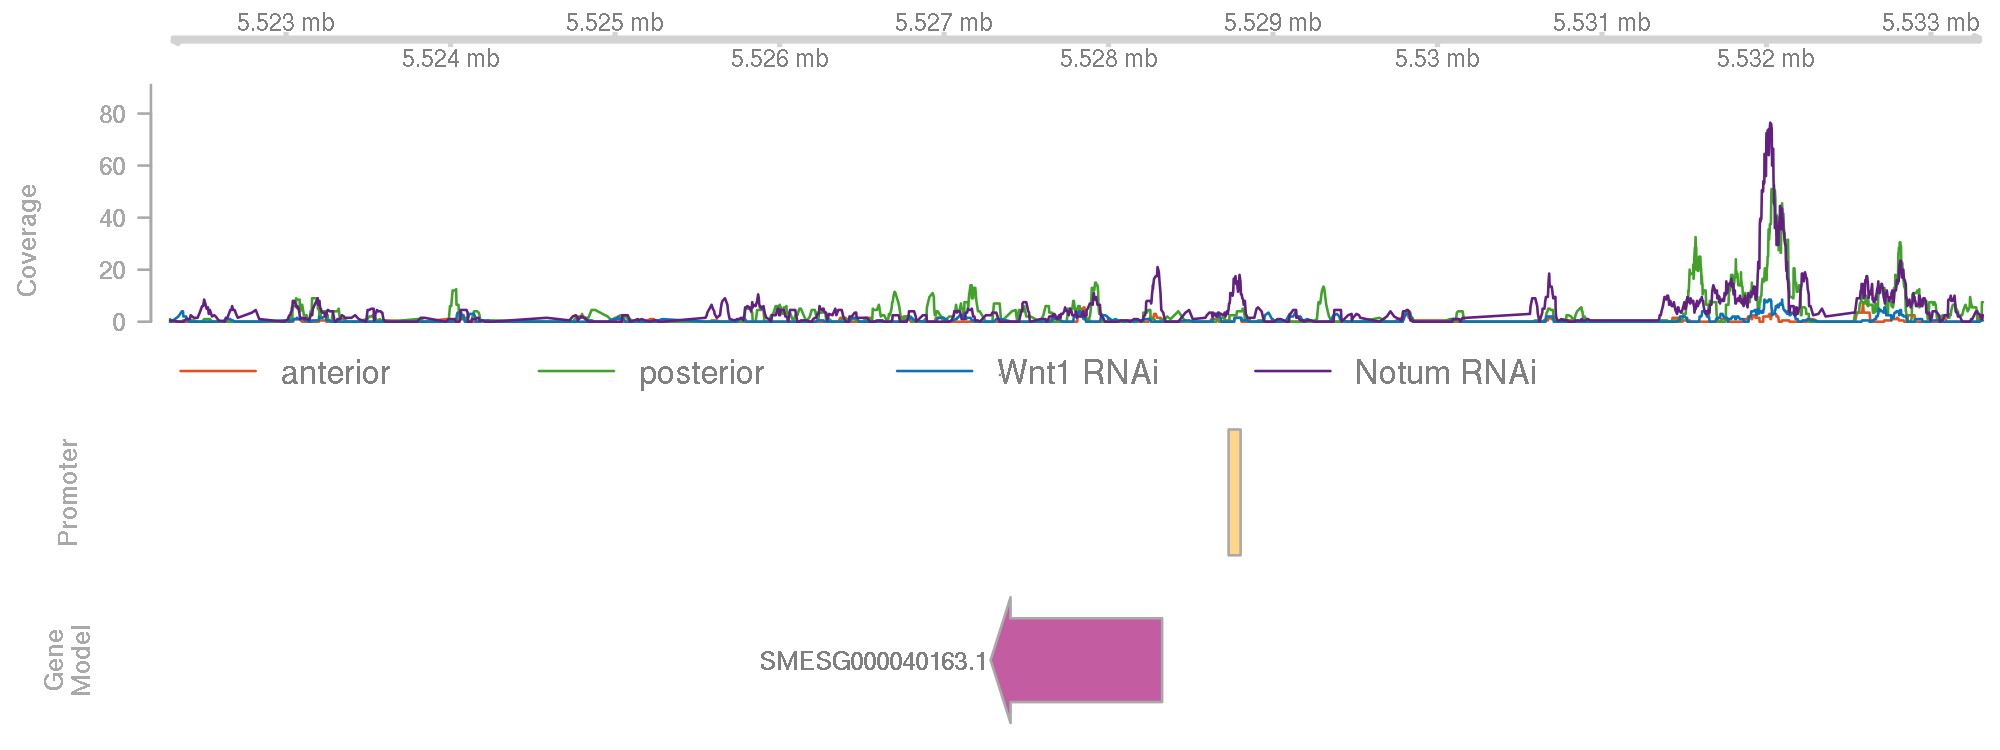 5.523 mb 5.525 mb 5.527 mb 5.529 mb 5.531 mb 5.533 mb
5.524 mb 5.526 mb 5.528 mb 5.53 mb 5.532 mb
80
60
40
20
0
Coverage
anterior posterior Wnt1 RNAi Notum RNAi
Promoter
Gene
Model
SMESG000040163.1